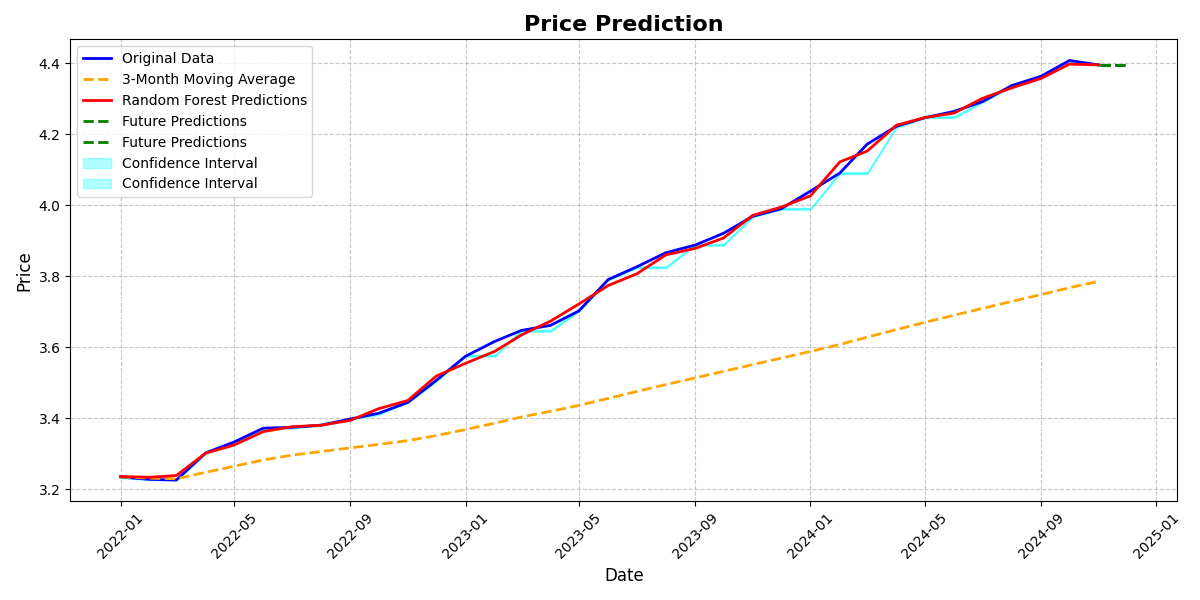 Price Prediction
Original Data
3-Month Moving Average
Random Forest Predictions
Future Predictions
Future Predictions
Confidence Interval
Confidence Interval
Price
4.4
4.2
4.0
3.8
3.6
3.4
3.2
2022-01
2022-05
2022-09
2023-01
2023-05
2023-09
2024-01
2024-05
2024-09
2025-01
Date